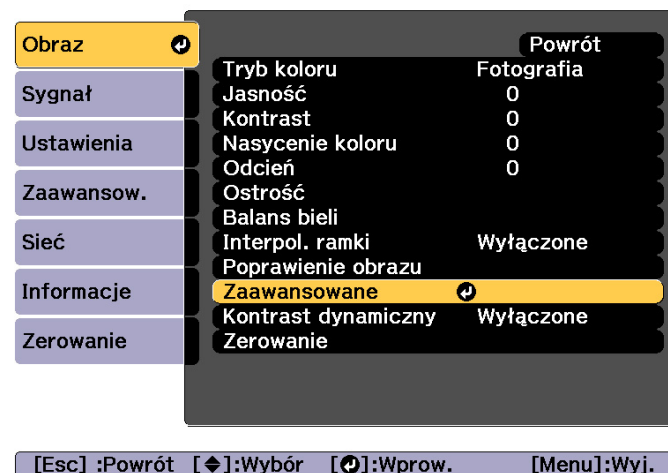 Obraz
Sygnał
Ustawienia
Zaawansow.
Sieć
Informacje
Zerowanie
Powrót
Tryb koloru Fotografia
Jasność 0
Kontrast 0
Nasycenie koloru 0
Odcień 0
Ostrość
Balans bieli
Interpol. ramki Wyłączone
Poprawienie obrazu
Zaawansowane
Kontrast dynamiczny Wyłączone
Zerowanie
[Esc] :Powrót [◆]:Wybór [⏎]:Wprow. [Menu]:Wyj.